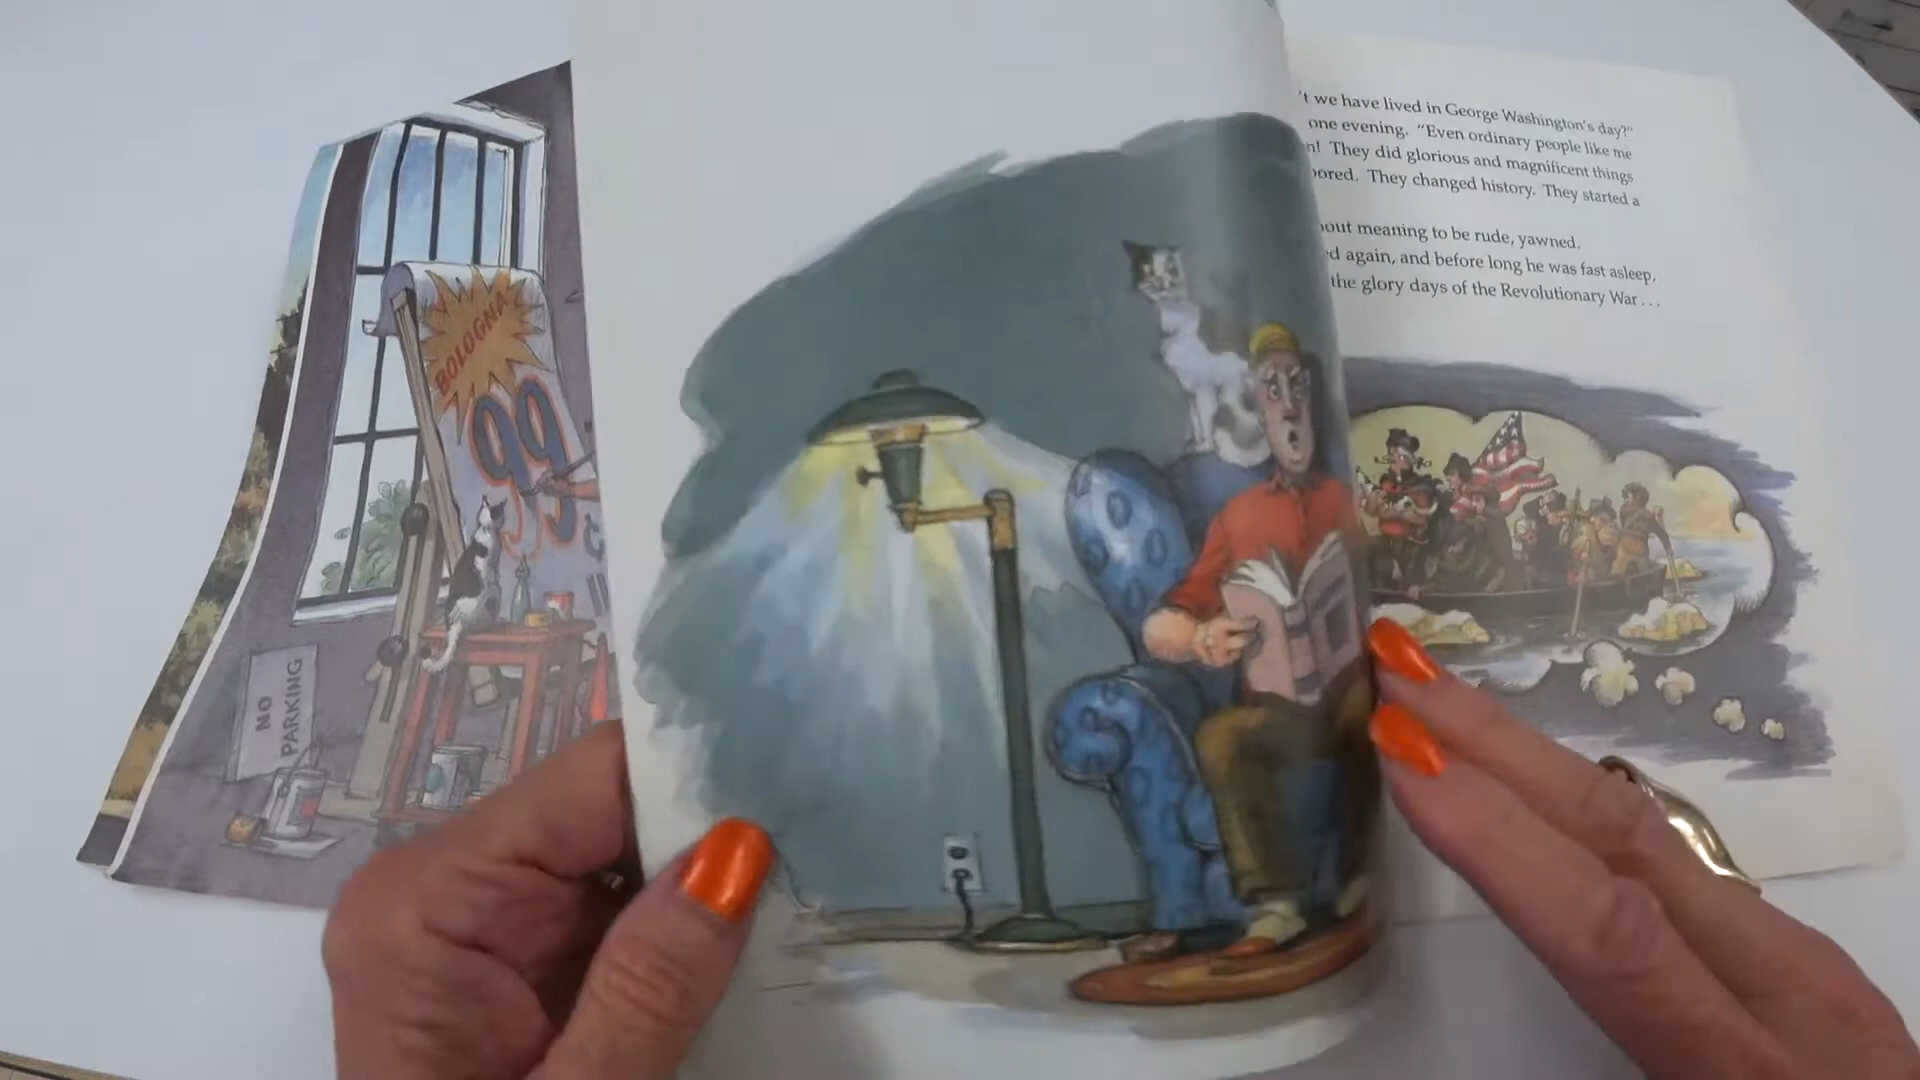 BOLOGNA
99
NO
PARKING
't we have lived in George Washington's day?"
one evening. "Even ordinary people like me
n! They did glorious and magnificent things
ored. They changed history. They started a
out meaning to be rude, yawned.
d again, and before long he was fast asleep,
the glory days of the Revolutionary War . . .